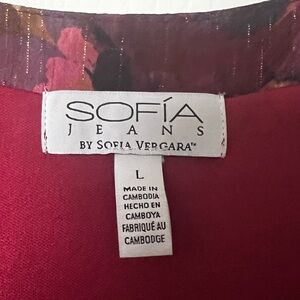 SOFÍA
JEANS
BY SOFIA VERGARA™
L
MADE IN
CAMBODIA
HECHO EN
CAMBOYA
FABRIQUÉ AU
CAMBODGE